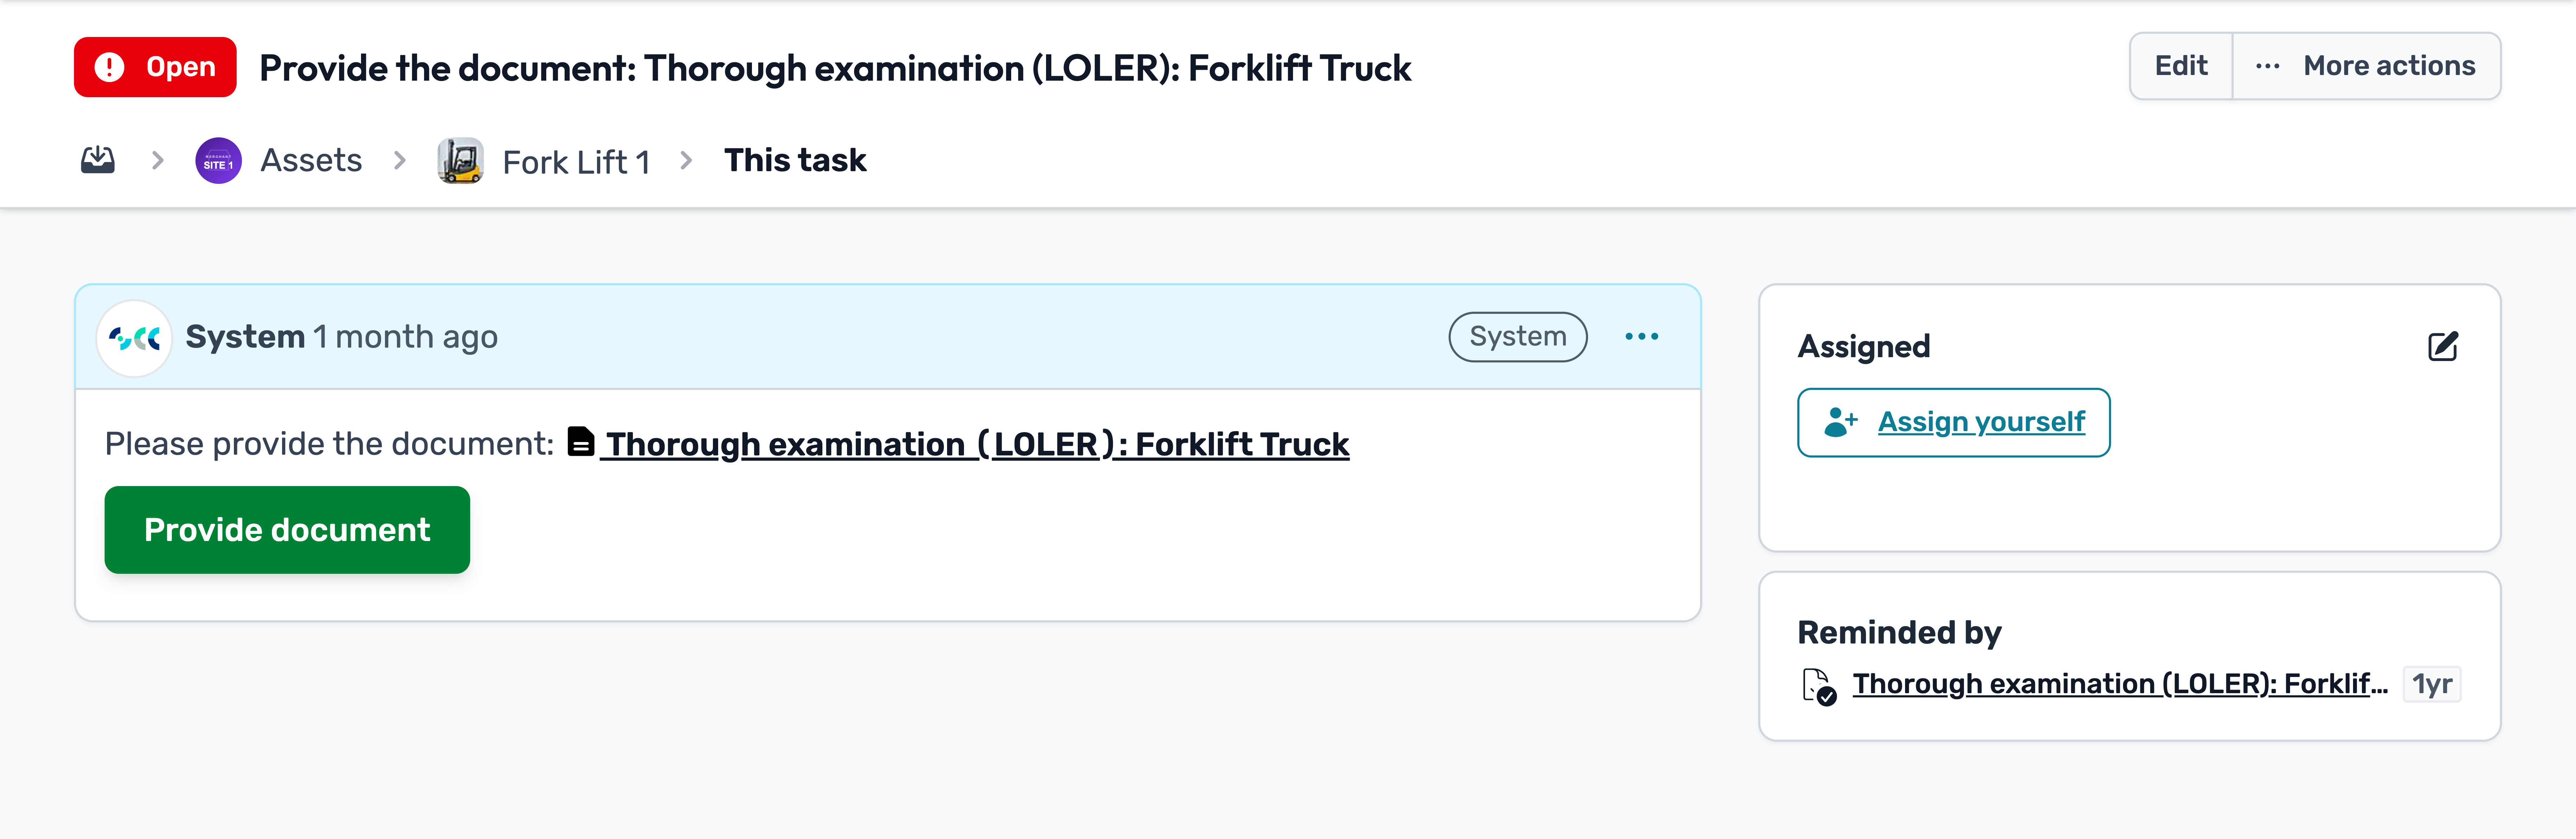 Open Provide the document: Thorough examination (LOLER): Forklift Truck
Edit ... More actions
SITE 1 Assets > Fork Lift 1 > This task
System 1 month ago
System
Please provide the document: Thorough examination (LOLER): Forklift Truck
Provide document
Assigned
Assign yourself
Reminded by
Thorough examination (LOLER): Forklif... 1yr